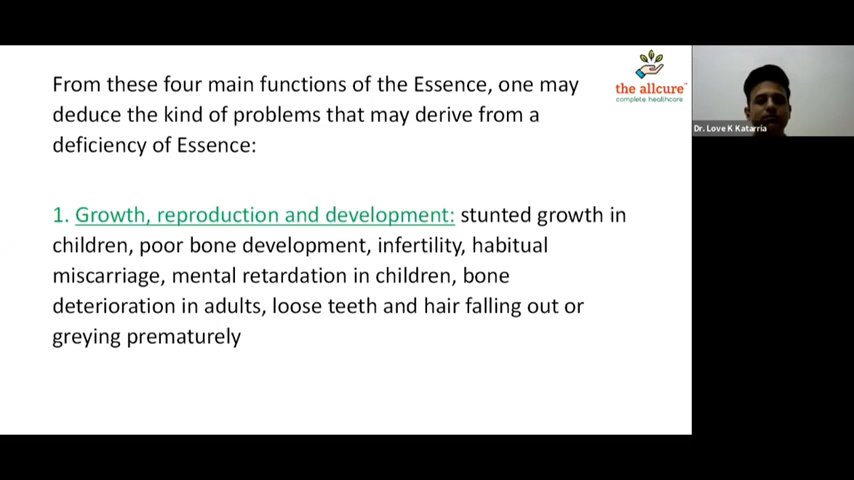 From these four main functions of the Essence, one may
deduce the kind of problems that may derive from a
deficiency of Essence:
1. Growth, reproduction and development: stunted growth in
children, poor bone development, infertility, habitual
miscarriage, mental retardation in children, bone
deterioration in adults, loose teeth and hair falling out or
greying prematurely
the allcure
complete healthcare
Dr. Love K Katarria